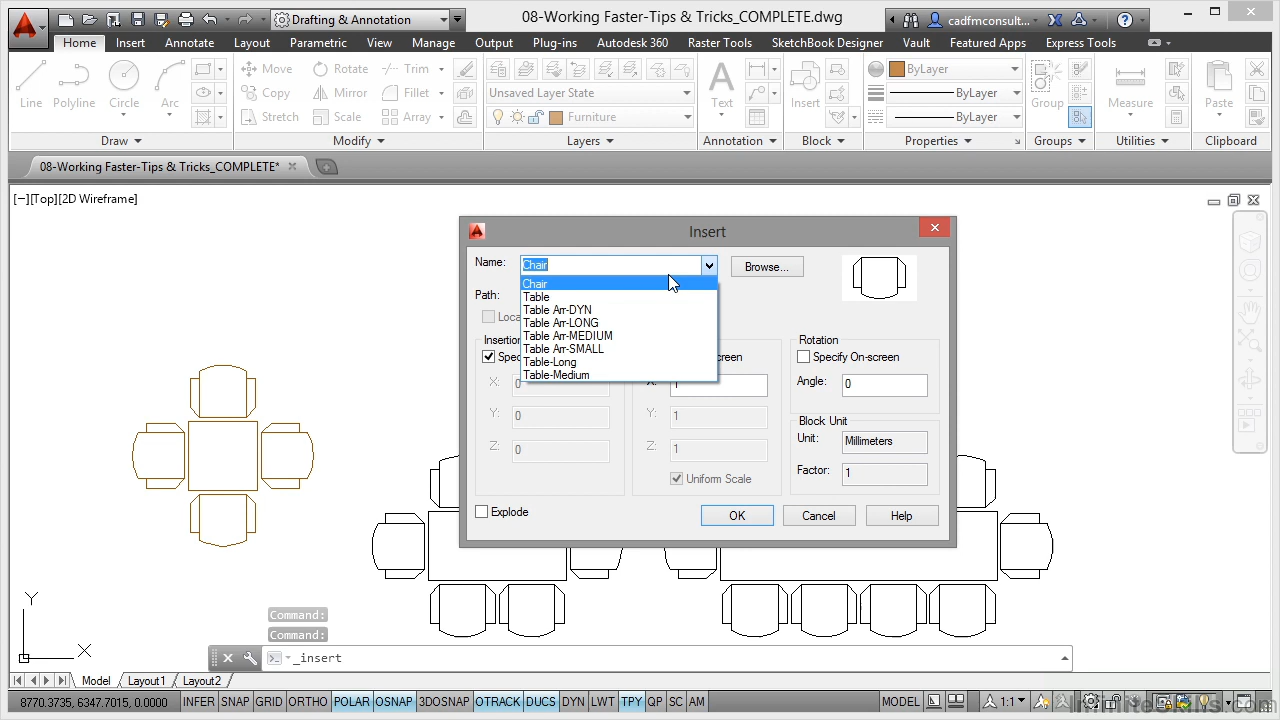 Drafting & Annotation
08-Working Faster-Tips & Tricks_COMPLETE.dwg
cadfmconsult...
Home Insert Annotate Layout Parametric View Manage Output Plug-ins Autodesk 360 Raster Tools SketchBook Designer Vault Featured Apps Express Tools
Move Rotate Trim
Unsaved Layer State
ByLayer
Line Polyline Circle Arc
Copy Mirror Fillet
Text Insert
ByLayer
Group Measure Paste
Stretch Scale Array
Furniture
ByLayer
Draw Modify Layers Annotation Block Properties Groups Utilities Clipboard
08-Working Faster-Tips & Tricks_COMPLETE*
[−][Top][2D Wireframe]
Insert
Name: Chair Browse...
Chair
Path:
Table
Table Arr-DYN
Loca
Table Arr-LONG
Table Arr-MEDIUM
Table Arr-SMALL
Table-Long
Table-Medium
Insertion
Rotation
Spec
reen
Specify On-screen
X: 0
X: 1
Angle: 0
Y: 0
Y: 1
Block Unit
Unit: Millimeters
Z: 0
Z: 1
Factor: 1
Uniform Scale
Explode
OK Cancel Help
Y
X
Command:
Command:
_insert
Model Layout1 Layout2
8770.3735, 6347.7015, 0.0000 INFER SNAP GRID ORTHO POLAR OSNAP 3DOSNAP OTRACK DUCS DYN LWT TPY QP SC AM MODEL 1:1
InfiniteSkills.com